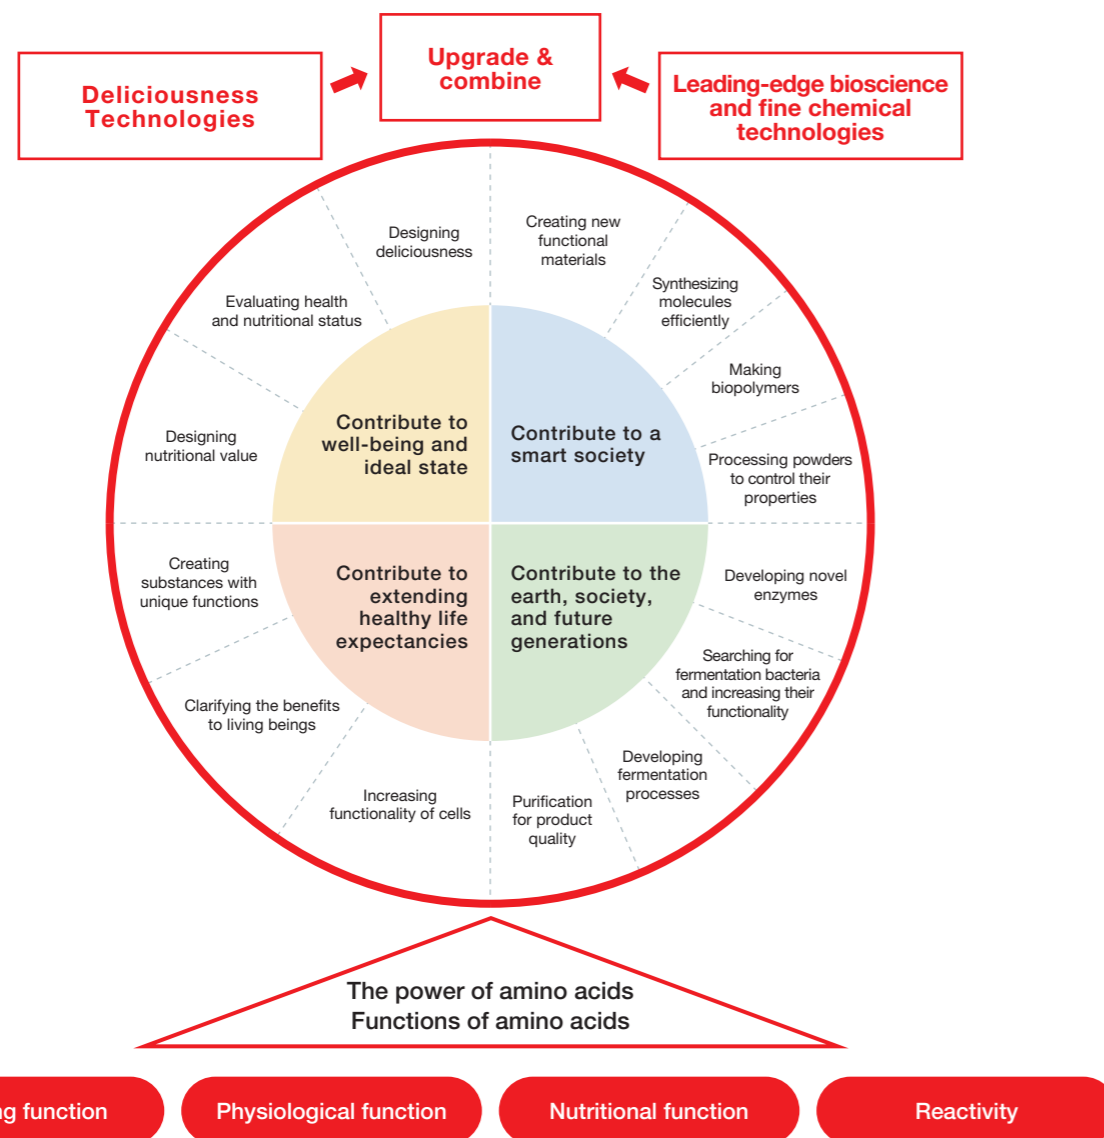 Upgrade &
combine
Deliciousness
Technologies
Leading-edge bioscience
and fine chemical
technologies
Designing
deliciousness
Creating new
functional
materials
Synthesizing
molecules
efficiently
Evaluating health
and nutritional status
Making
biopolymers
Designing
nutritional value
Processing powders
to control their
properties
Contribute to
well-being and
ideal state
Contribute to a
smart society
Contribute to
extending
healthy life
expectancies
Contribute to the
earth, society,
and future
generations
Creating
substances with
unique functions
Developing novel
enzymes
Clarifying the benefits
to living beings
Searching for
fermentation bacteria
and increasing their
functionality
Increasing
functionality of cells
Purification
for product
quality
Developing
fermentation
processes
The power of amino acids
Functions of amino acids
function
Physiological function
Nutritional function
Reactivity